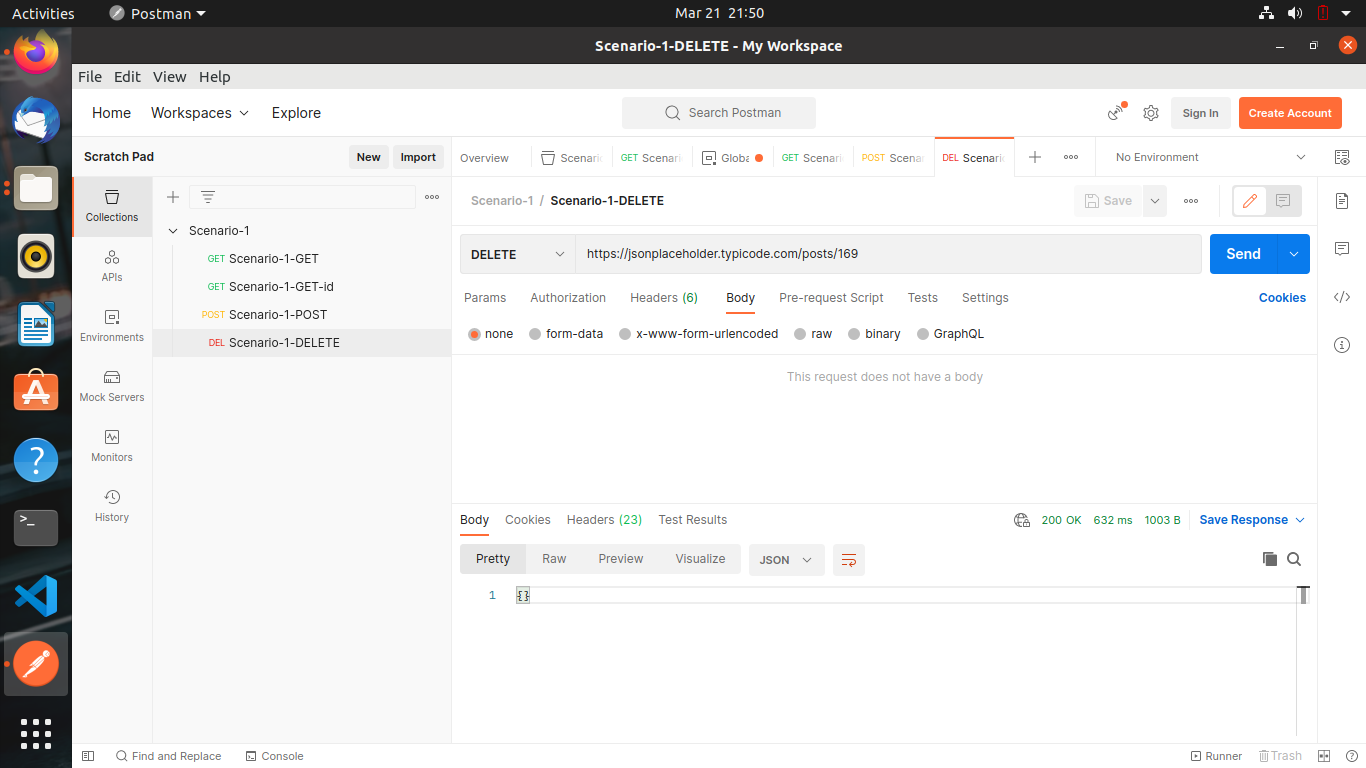 Activities Postman Mar 21 21:50
Scenario-1-DELETE - My Workspace
File Edit View Help
Home Workspaces Explore Search Postman Sign In Create Account
Scratch Pad New Import Overview Scenario GET Scenario Globa GET Scenario POST Scena DEL Scenario No Environment
Collections
APIs
Environments
Mock Servers
Monitors
History
Scenario-1
GET Scenario-1-GET
GET Scenario-1-GET-id
POST Scenario-1-POST
DEL Scenario-1-DELETE
Scenario-1 / Scenario-1-DELETE Save
DELETE https://jsonplaceholder.typicode.com/posts/169 Send
Params Authorization Headers (6) Body Pre-request Script Tests Settings Cookies
none form-data x-www-form-urlencoded raw binary GraphQL
This request does not have a body
Body Cookies Headers (23) Test Results 200 OK 632 ms 1003 B Save Response
Pretty Raw Preview Visualize JSON
1 {}
Find and Replace Console Runner Trash